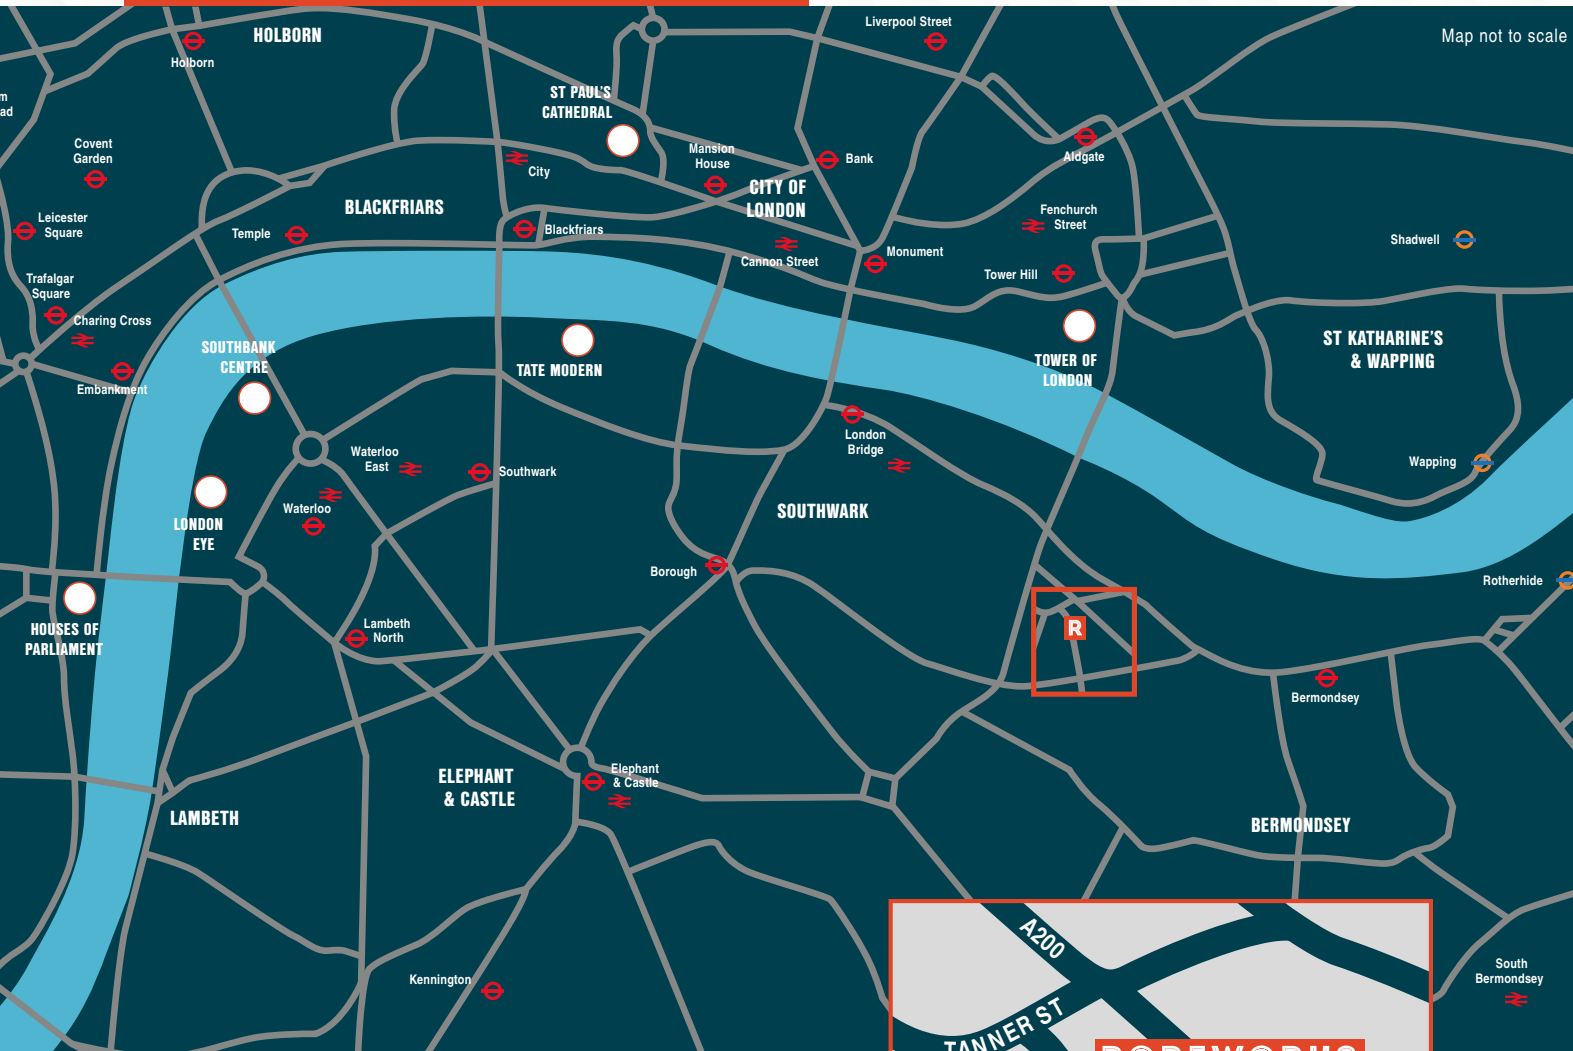 Liverpool Street
HOLBORN
Map not to scale
Holborn
ST PAUL'S
CATHEDRAL
m
ad
Covent
Garden
Mansion
House
Bank
Aldgate
City
CITY OF
LONDON
BLACKFRIARS
Leicester
Square
Temple
Blackfriars
Fenchurch
Street
Shadwell
Cannon Street
Monument
Tower Hill
Trafalgar
Square
Charing Cross
SOUTHBANK
CENTRE
TATE MODERN
TOWER OF
LONDON
ST KATHARINE'S
& WAPPING
Embankment
London
Bridge
Waterloo
East
Southwark
Wapping
Waterloo
SOUTHWARK
LONDON
EYE
Borough
Rotherhide
HOUSES OF
PARLIAMENT
Lambeth
North
R
Bermondsey
ELEPHANT
& CASTLE
Elephant
& Castle
LAMBETH
BERMONDSEY
A200
Kennington
South
Bermondsey
TANNER ST
ROPEWORKS